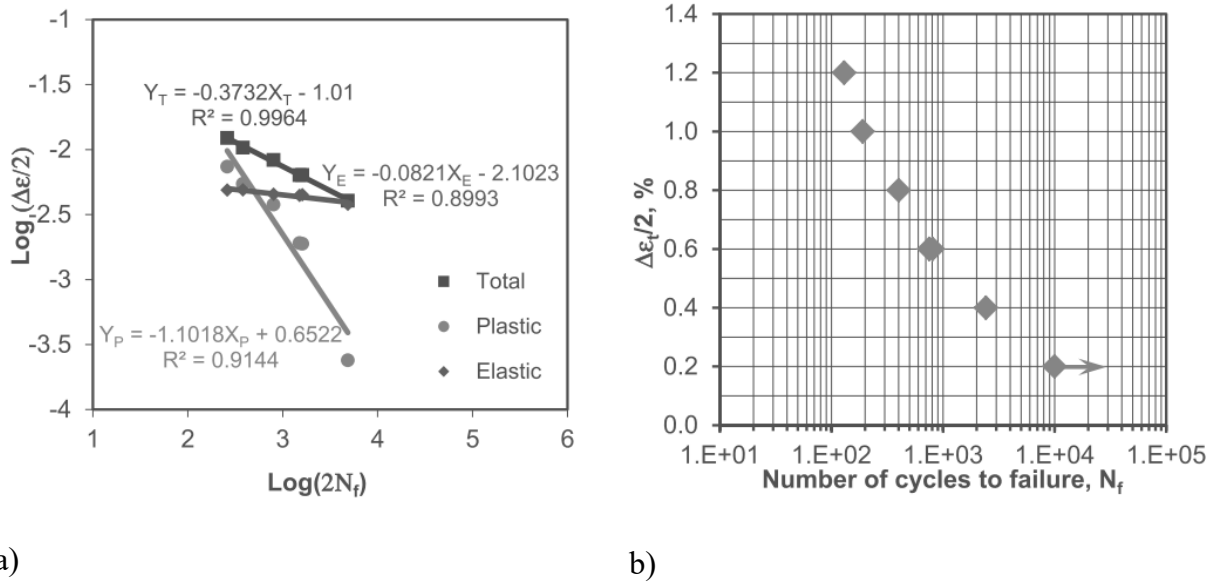 -1
-1.5
-2
-2.5
-3
-3.5
-4
Log (Δε/2)
Y_T = -0.3732X_T - 1.01
R² = 0.9964
Y_E = -0.0821X_E - 2.1023
R² = 0.8993
Total
Plastic
Elastic
Y_P = -1.1018X_P + 0.6522
R² = 0.9144
1 2 3 4 5 6
Log(2N_f)
a)
1.4
1.2
1.0
0.8
0.6
0.4
0.2
0.0
Δε_t/2, %
1.E+01 1.E+02 1.E+03 1.E+04 1.E+05
Number of cycles to failure, N_f
b)